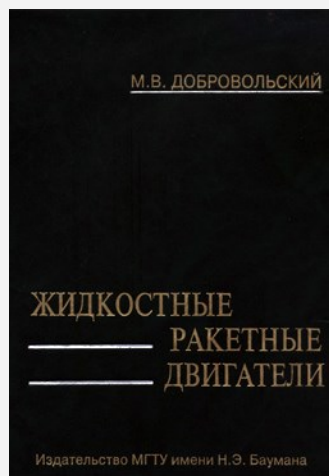 М.В. ДОБРОВОЛЬСКИЙ
ЖИДКОСТНЫЕ
РАКЕТНЫЕ
ДВИГАТЕЛИ
Издательство МГТУ имени Н.Э. Баумана